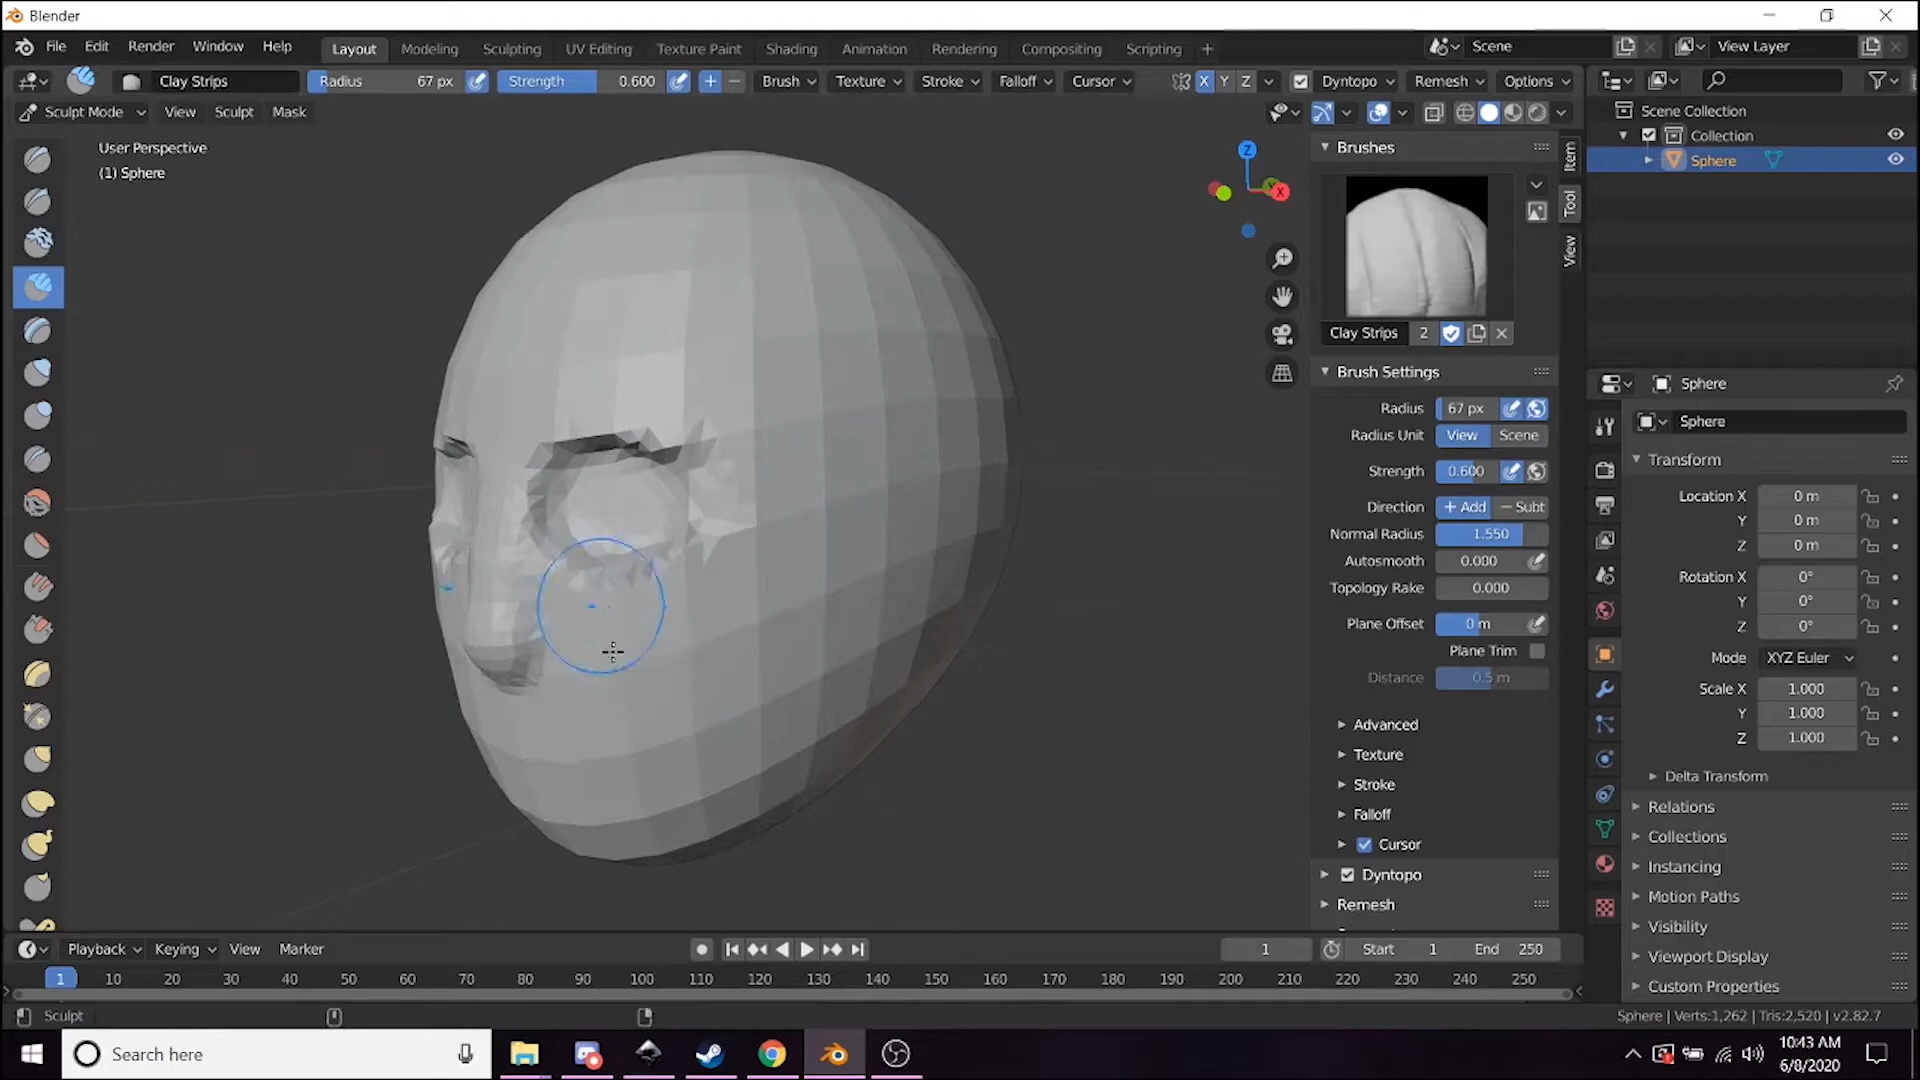 Blender
File Edit Render Window Help Layout Modeling Sculpting UV Editing Texture Paint Shading Animation Rendering Compositing Scripting + Scene View Layer
Clay Strips Radius 67 px Strength 0.600 + − Brush Texture Stroke Falloff Cursor X Y Z Dyntopo Remesh Options
Sculpt Mode View Sculpt Mask
Scene Collection
Collection
Sphere
User Perspective
(1) Sphere
Z
Y
X
Item
Tool
View
Brushes
Clay Strips 2
Brush Settings
Radius 67 px
Radius Unit View Scene
Strength 0.600
Direction + Add − Subt
Normal Radius 1.550
Autosmooth 0.000
Topology Rake 0.000
Plane Offset 0 m
Plane Trim
Distance 0.5 m
Advanced
Texture
Stroke
Falloff
Cursor
Dyntopo
Remesh
Sphere
Sphere
Transform
Location X 0 m
Y 0 m
Z 0 m
Rotation X 0°
Y 0°
Z 0°
Mode XYZ Euler
Scale X 1.000
Y 1.000
Z 1.000
Delta Transform
Relations
Collections
Instancing
Motion Paths
Visibility
Viewport Display
Custom Properties
Playback Keying View Marker 1 Start 1 End 250
1 10 20 30 40 50 60 70 80 90 100 110 120 130 140 150 160 170 180 190 200 210 220 230 240 250
Sculpt
Sphere | Verts:1,262 | Tris:2,520 | v2.82.7
Search here
10:43 AM
6/8/2020